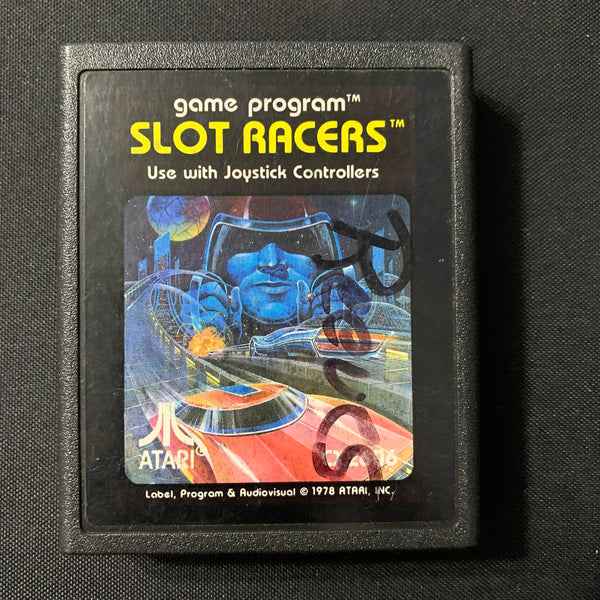 game program™
SLOT RACERS™
Use with Joystick Controllers
ATARI®
Label, Program & Audiovisual © 1978 ATARI, INC.